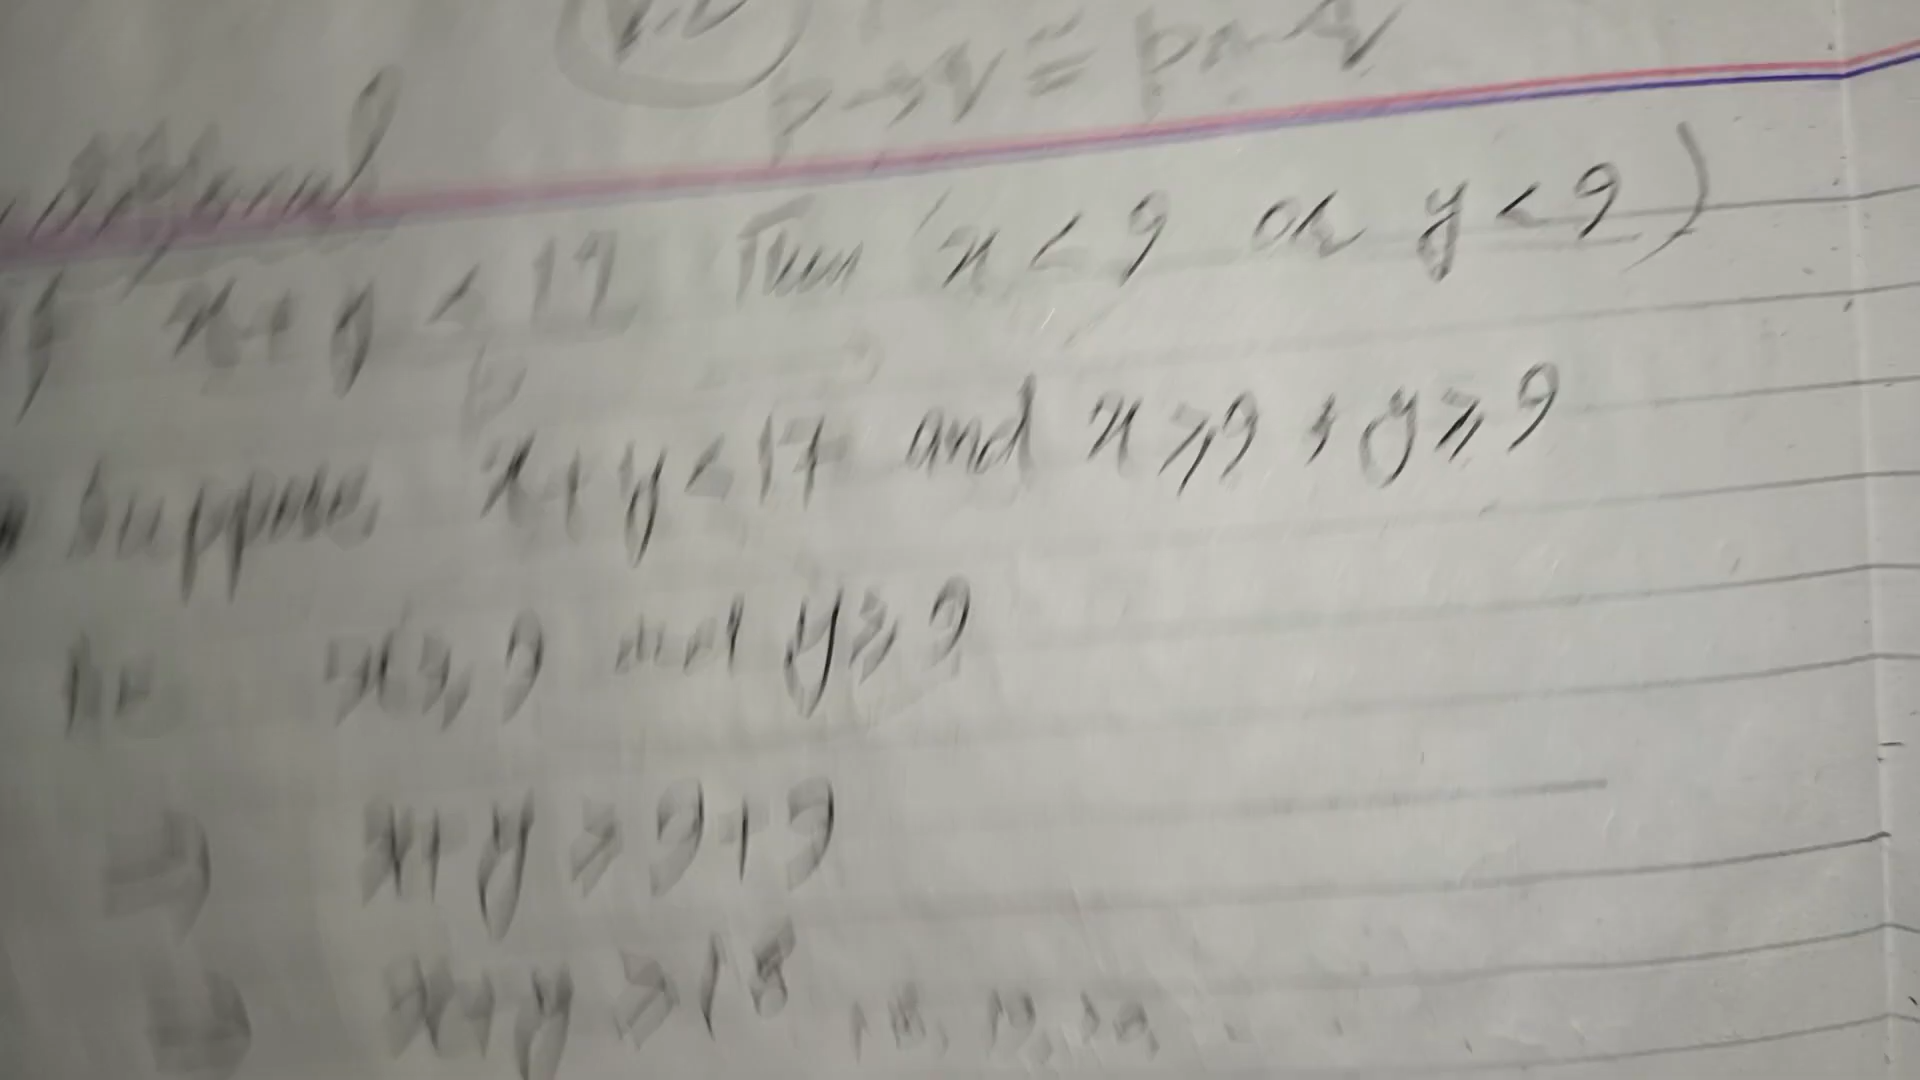 p→q ≡ p∧~q
If x+y < 17 Then (x < 9 or y < 9)
Suppose, x+y < 17 and x ≥ 9, y ≥ 9
x ≥ 9 and y ≥ 9
⇒ x+y ≥ 9+9
⇒ x+y ≥ 18 18, 19, 20, . .